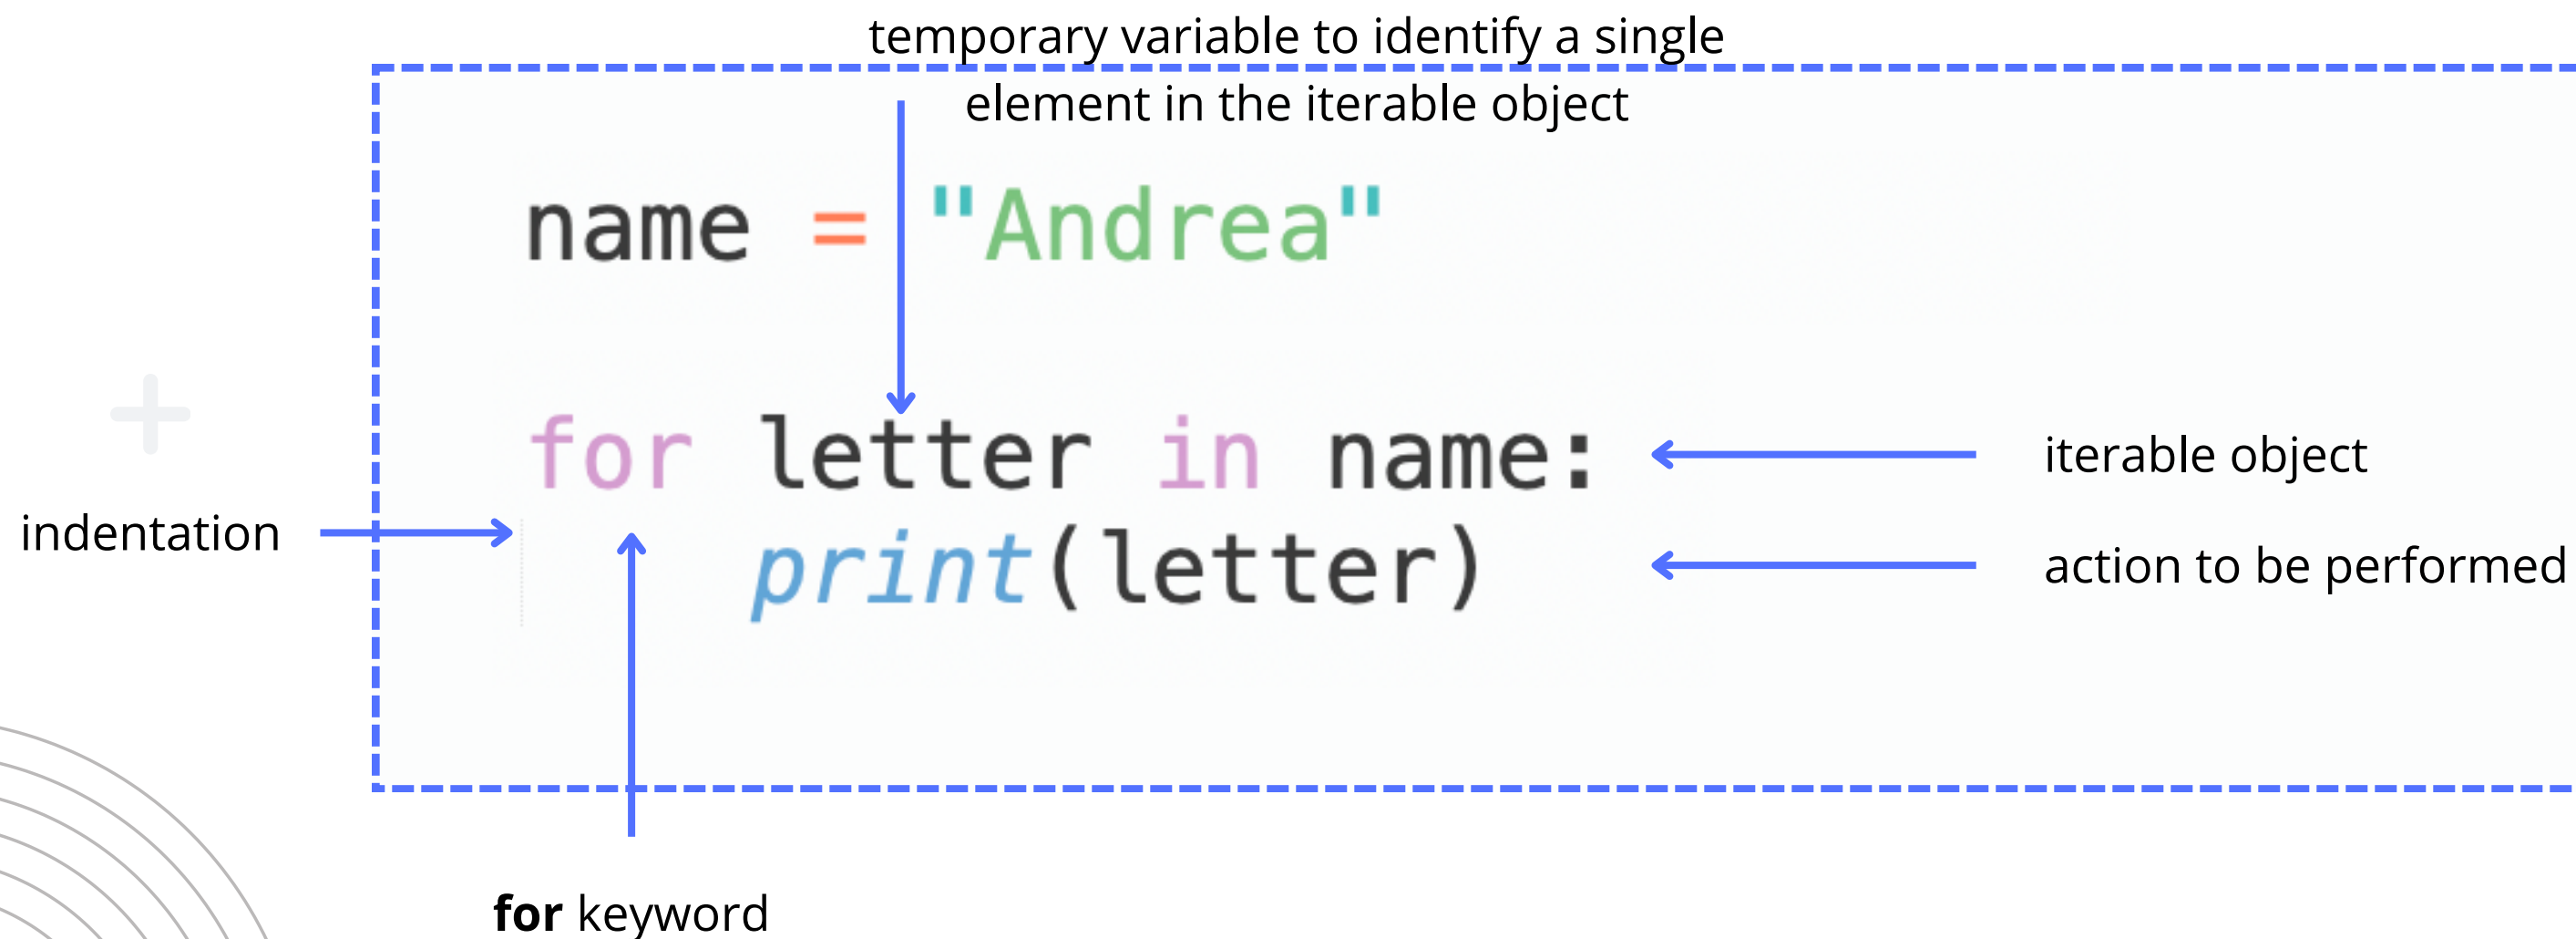 temporary variable to identify a single
element in the iterable object
name = "Andrea"
for letter in name:
iterable object
indentation
print(letter)
action to be performed
for keyword